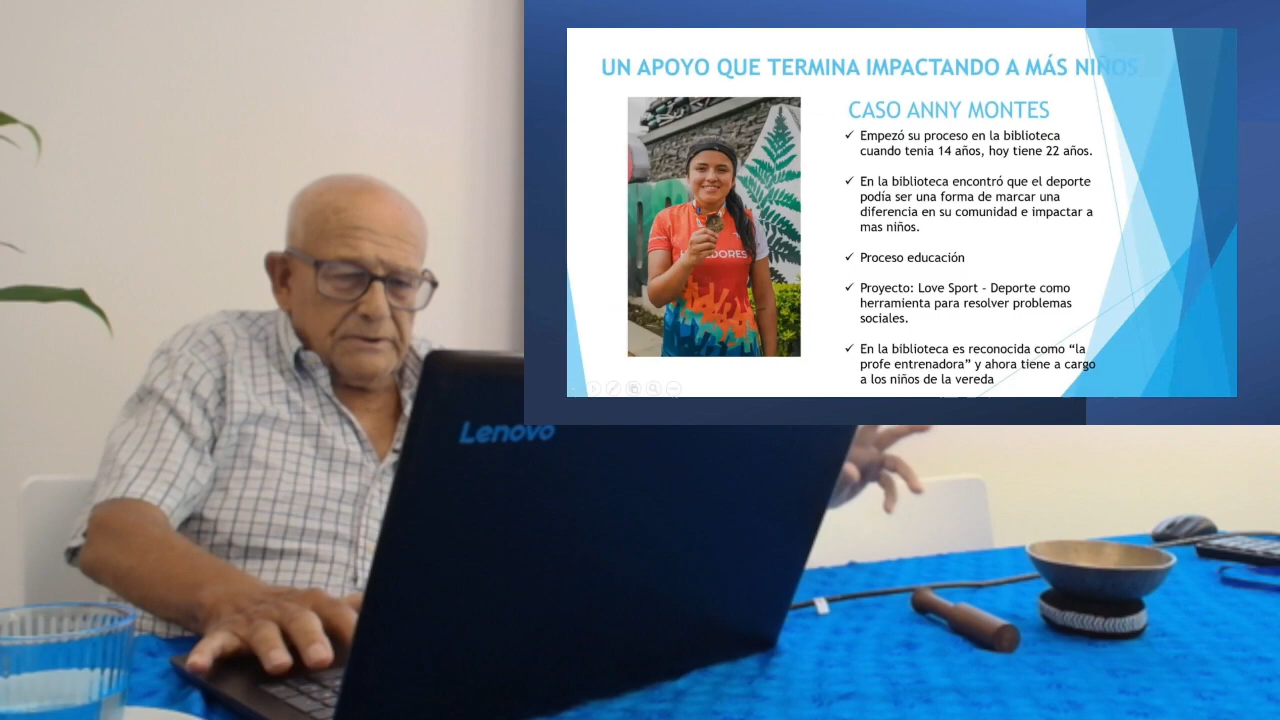 UN APOYO QUE TERMINA IMPACTANDO A MÁS NIÑOS
CASO ANNY MONTES
✓ Empezó su proceso en la biblioteca
cuando tenia 14 años, hoy tiene 22 años.
✓ En la biblioteca encontró que el deporte
podía ser una forma de marcar una
diferencia en su comunidad e impactar a
mas niños.
✓ Proceso educación
✓ Proyecto: Love Sport - Deporte como
herramienta para resolver problemas
sociales.
✓ En la biblioteca es reconocida como “la
profe entrenadora” y ahora tiene a cargo
a los niños de la vereda
Lenovo